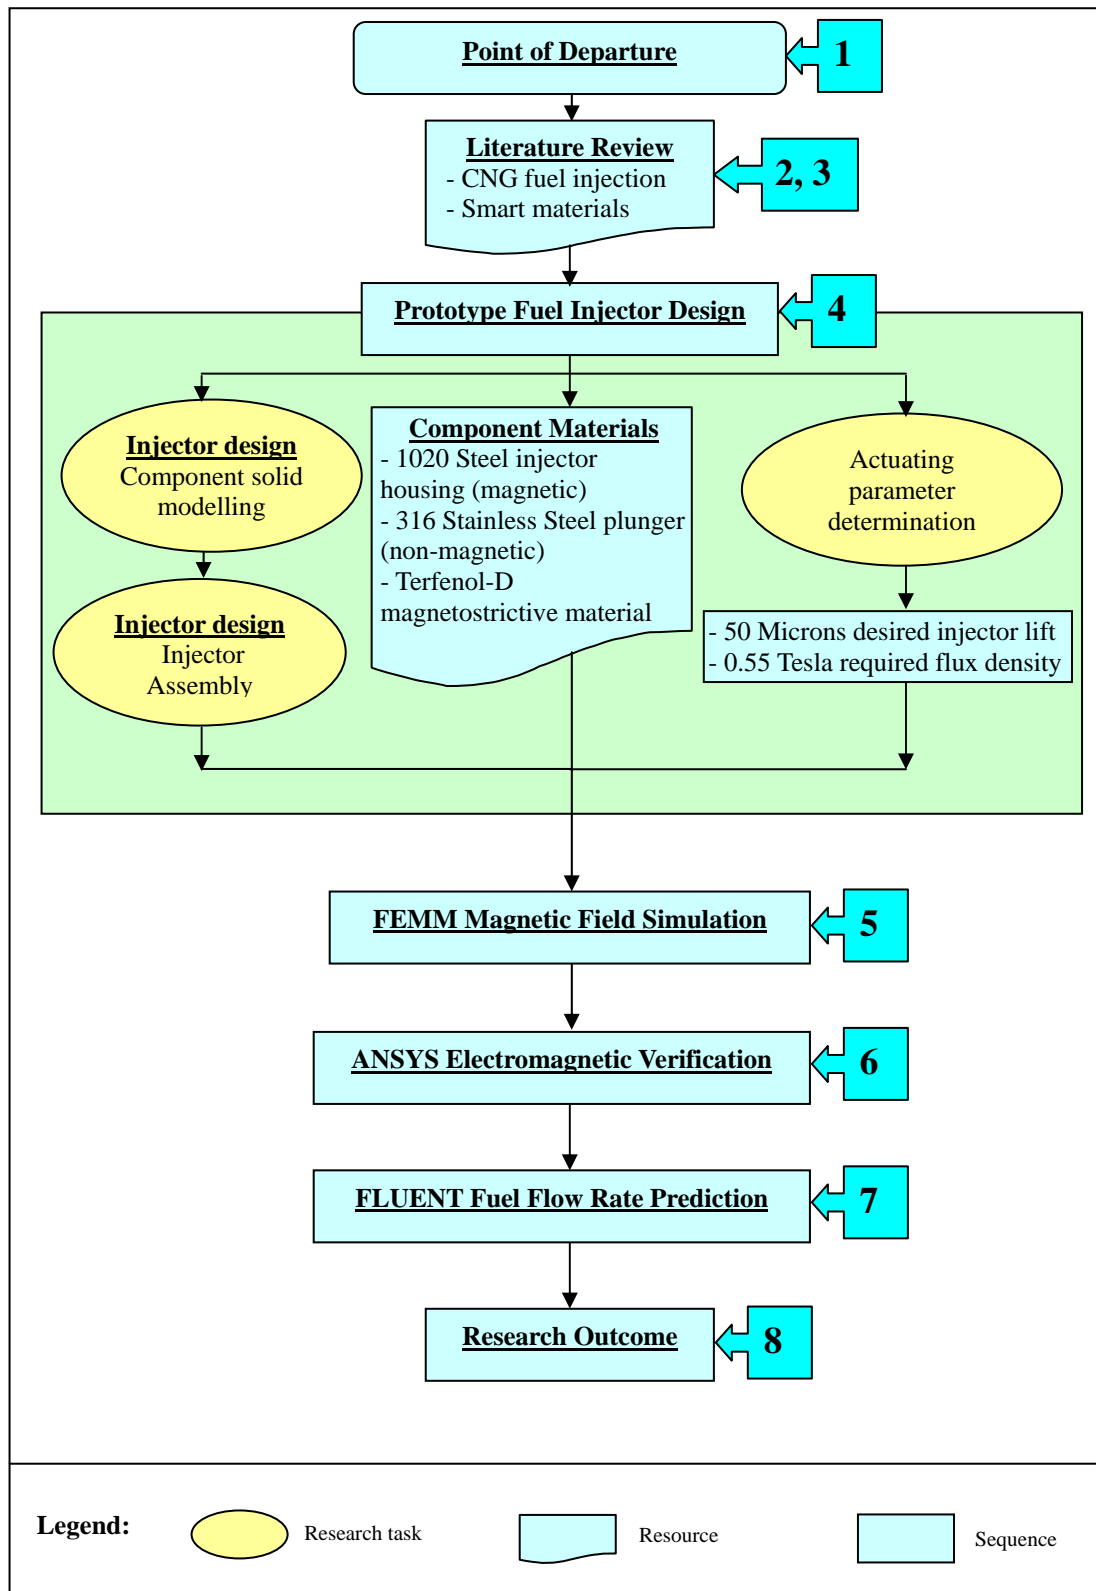 Point of Departure
1
Literature Review
- CNG fuel injection
- Smart materials
2, 3
Prototype Fuel Injector Design
4
Injector design
Component solid
modelling
Injector design
Injector
Assembly
Component Materials
- 1020 Steel injector
housing (magnetic)
- 316 Stainless Steel plunger
(non-magnetic)
- Terfenol-D
magnetostrictive material
Actuating
parameter
determination
- 50 Microns desired injector lift
- 0.55 Tesla required flux density
FEMM Magnetic Field Simulation
5
ANSYS Electromagnetic Verification
6
FLUENT Fuel Flow Rate Prediction
7
Research Outcome
8
Legend:
Research task
Resource
Sequence